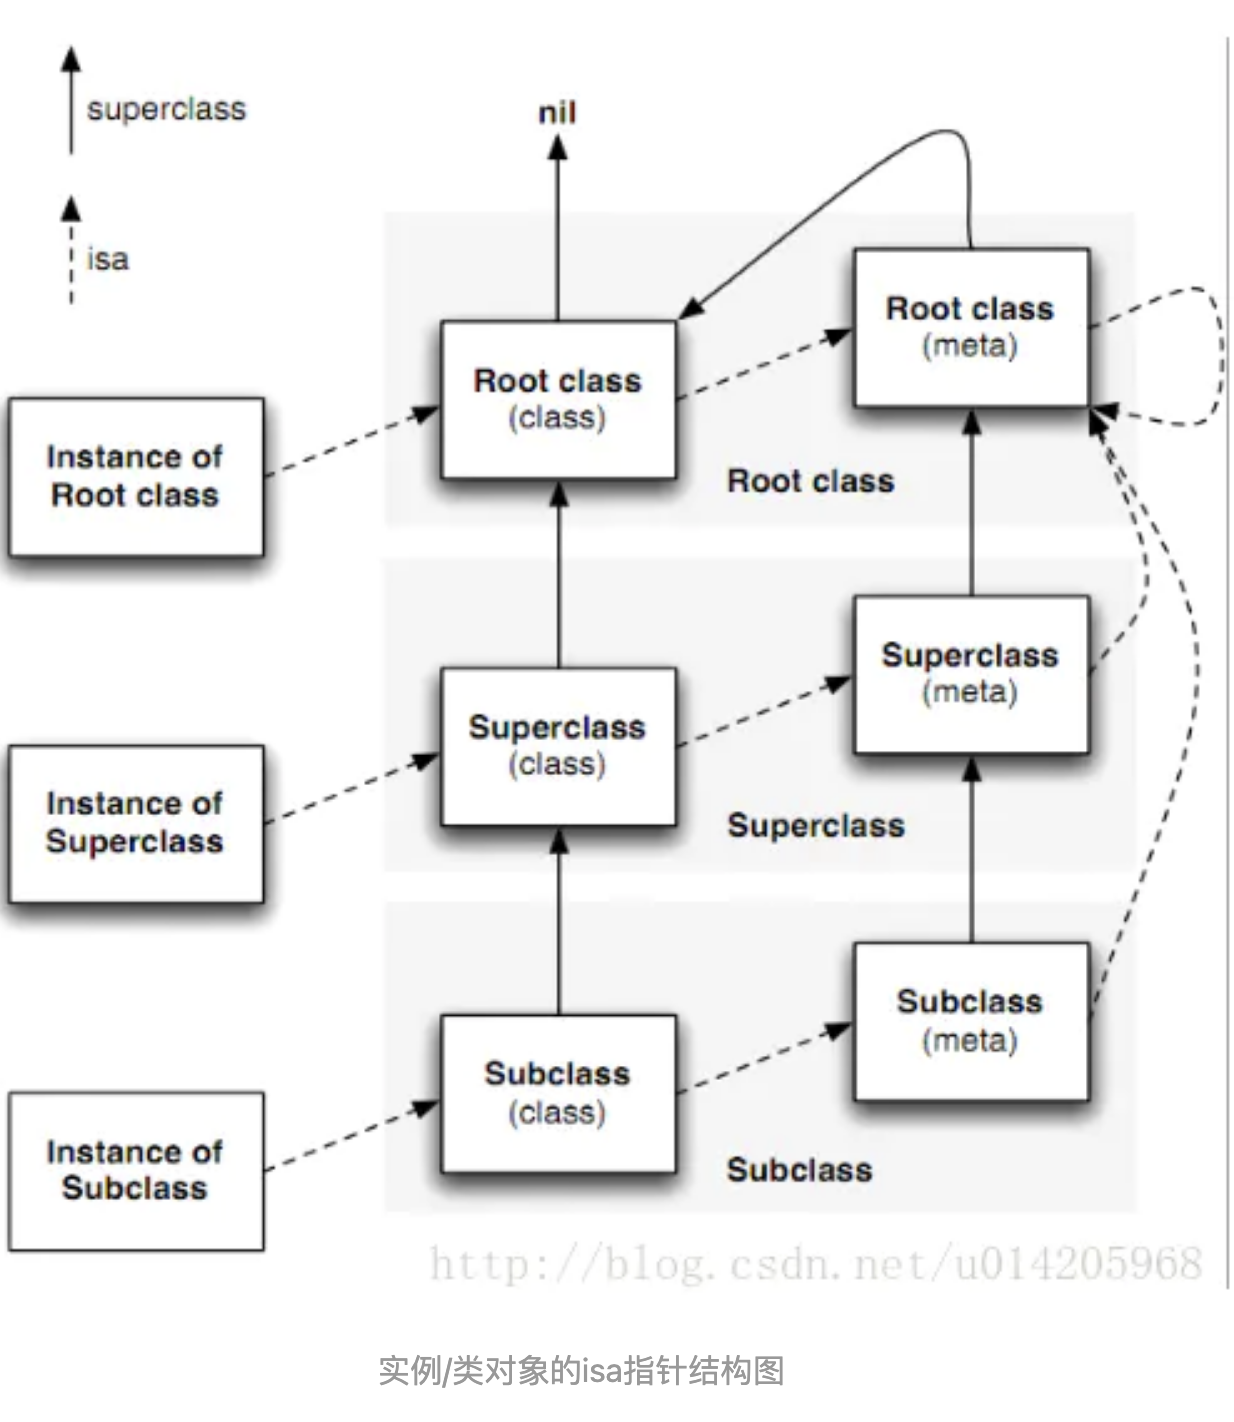 superclass
isa
nil
Root class
(meta)
Root class
(class)
Instance of
Root class
Root class
Superclass
(meta)
Superclass
(class)
Instance of
Superclass
Superclass
Subclass
(meta)
Subclass
(class)
Instance of
Subclass
Subclass
http://blog.csdn.net/u014205968
实例/类对象的isa指针结构图